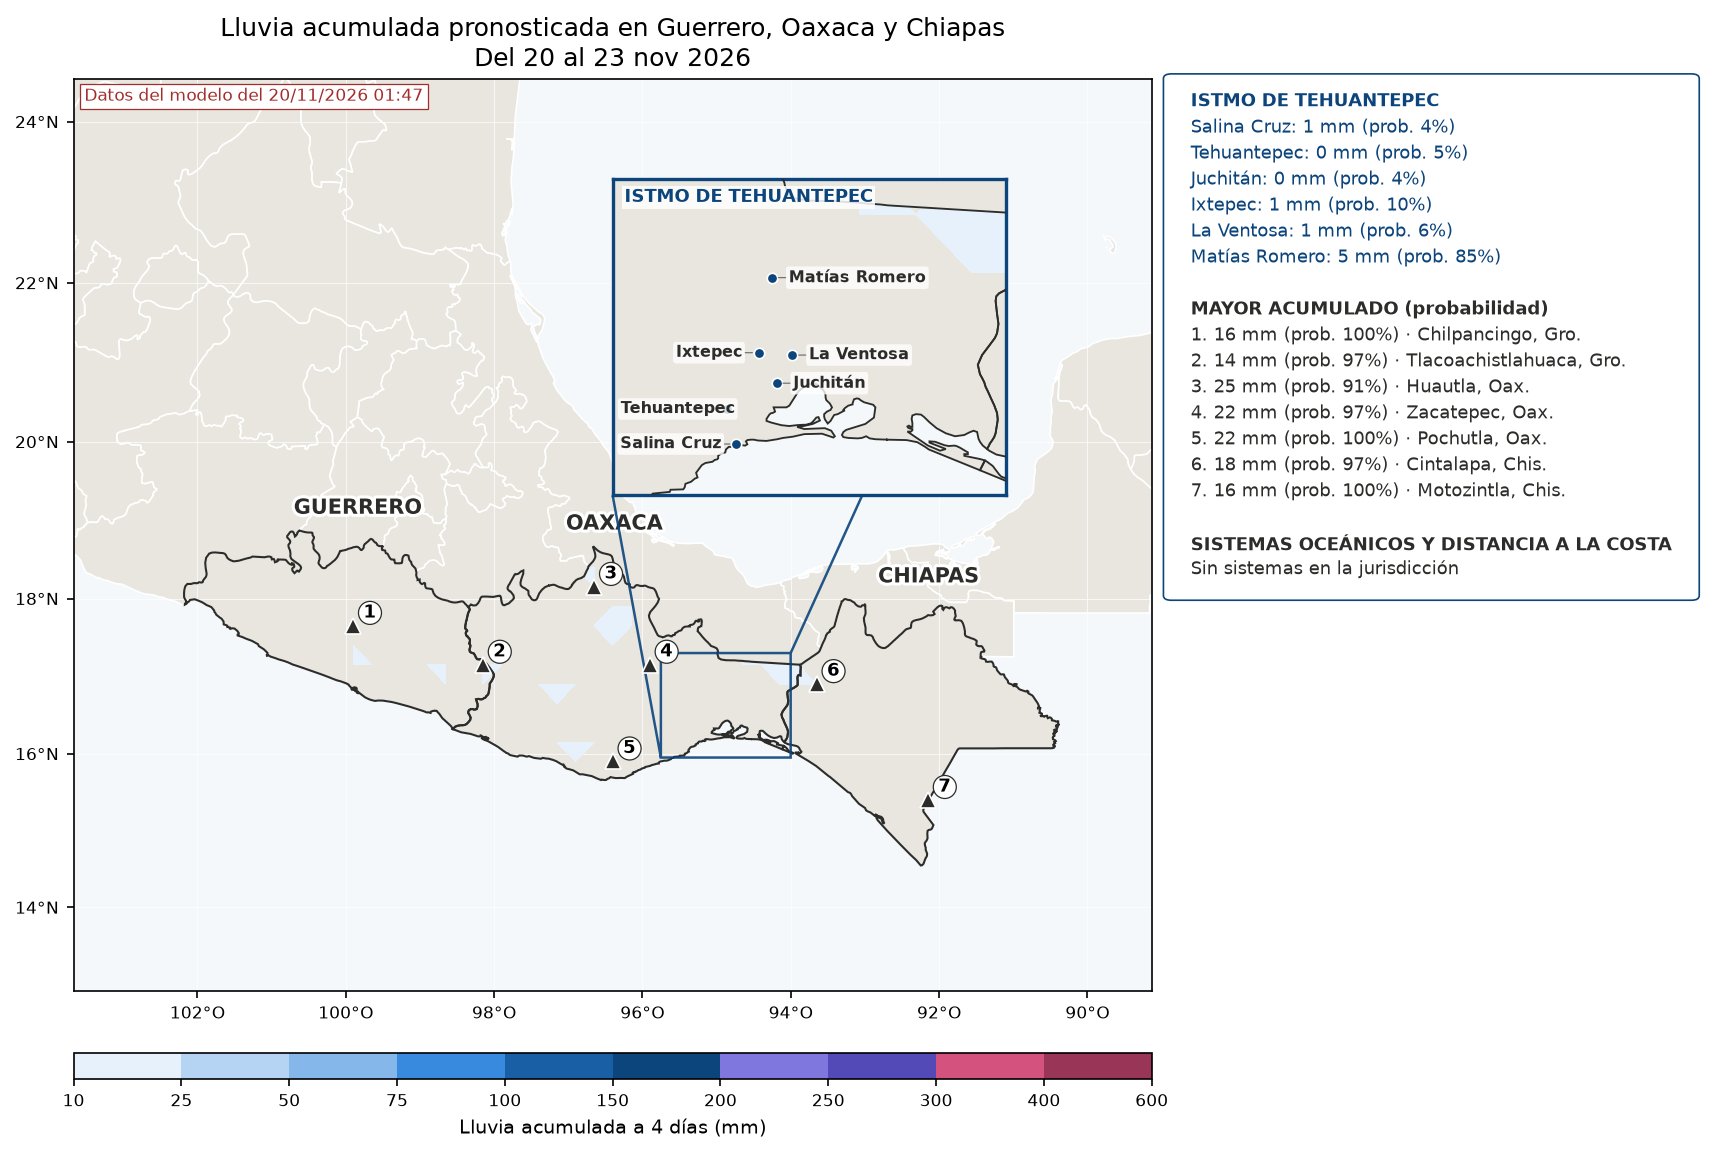 Lluvia acumulada pronosticada en Guerrero, Oaxaca y Chiapas
Del 20 al 23 nov 2026
Datos del modelo del 20/11/2026 01:47
24°N
22°N
20°N
18°N
16°N
14°N
102°O
100°O
98°O
96°O
94°O
92°O
90°O
ISTMO DE TEHUANTEPEC
Matías Romero
Ixtepec
La Ventosa
Juchitán
Tehuantepec
Salina Cruz
GUERRERO
OAXACA
CHIAPAS
1
2
3
4
5
6
7
10
25
50
75
100
150
200
250
300
400
600
Lluvia acumulada a 4 días (mm)
ISTMO DE TEHUANTEPEC
Salina Cruz: 1 mm (prob. 4%)
Tehuantepec: 0 mm (prob. 5%)
Juchitán: 0 mm (prob. 4%)
Ixtepec: 1 mm (prob. 10%)
La Ventosa: 1 mm (prob. 6%)
Matías Romero: 5 mm (prob. 85%)
MAYOR ACUMULADO (probabilidad)
1. 16 mm (prob. 100%) · Chilpancingo, Gro.
2. 14 mm (prob. 97%) · Tlacoachistlahuaca, Gro.
3. 25 mm (prob. 91%) · Huautla, Oax.
4. 22 mm (prob. 97%) · Zacatepec, Oax.
5. 22 mm (prob. 100%) · Pochutla, Oax.
6. 18 mm (prob. 97%) · Cintalapa, Chis.
7. 16 mm (prob. 100%) · Motozintla, Chis.
SISTEMAS OCEÁNICOS Y DISTANCIA A LA COSTA
Sin sistemas en la jurisdicción